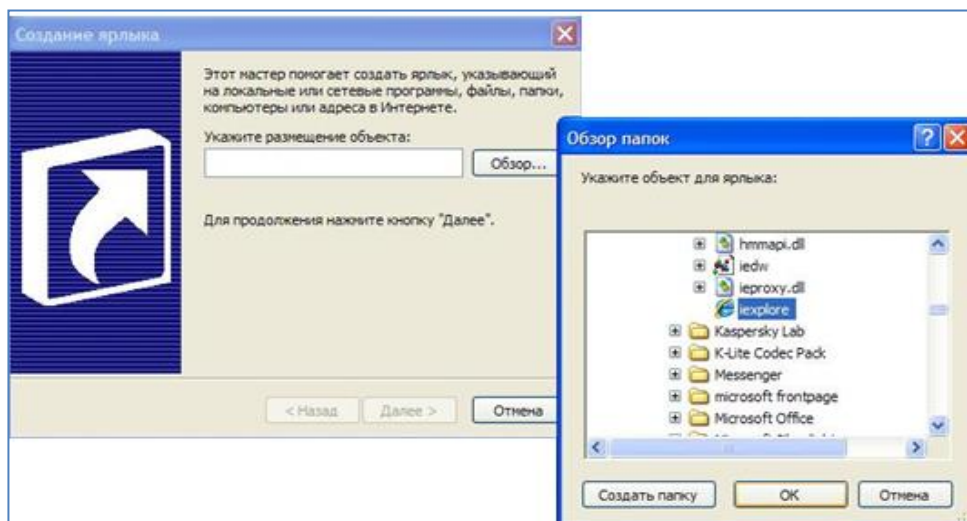 Создание ярлыка
Этот мастер помогает создать ярлык, указывающий
на локальные или сетевые программы, файлы, папки,
компьютеры или адреса в Интернете.
Укажите размещение объекта:
Обзор...
Для продолжения нажмите кнопку "Далее".
< Назад
Далее >
Отмена
Обзор папок
Укажите объект для ярлыка:
hmmapi.dll
iedw
ieproxy.dll
iexplore
Kaspersky Lab
K-Lite Codec Pack
Messenger
microsoft frontpage
Microsoft Office
Создать папку
ОК
Отмена